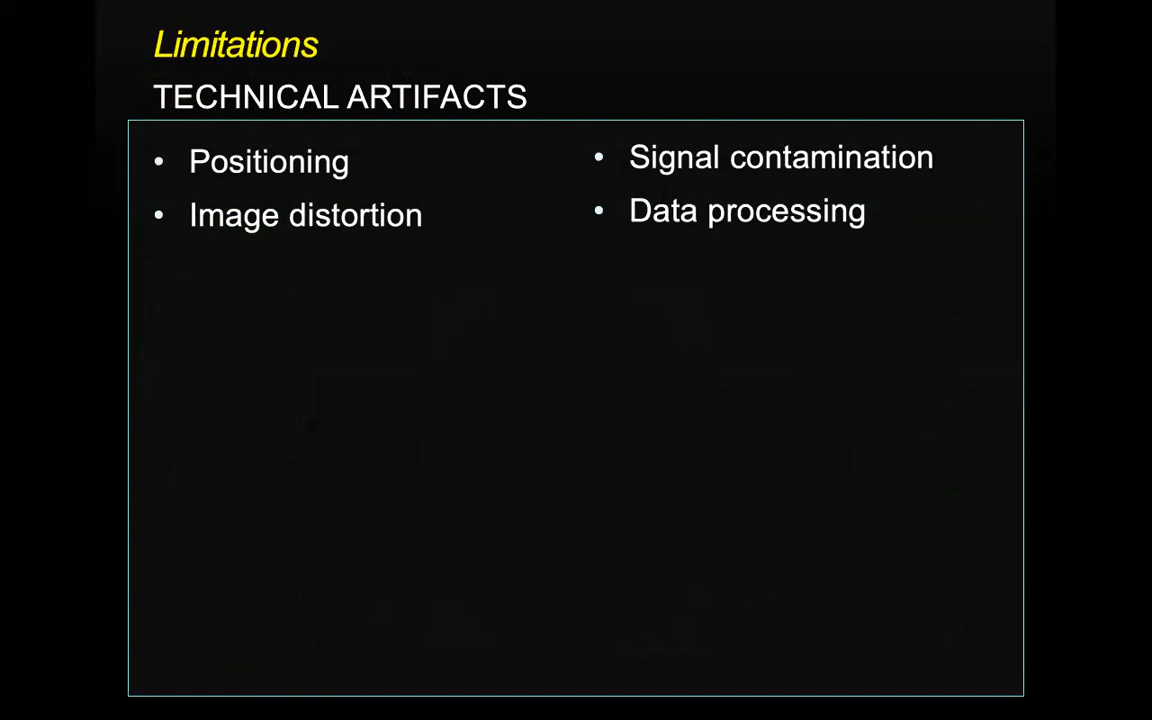 Limitations
TECHNICAL ARTIFACTS
• Positioning
• Image distortion
• Signal contamination
• Data processing